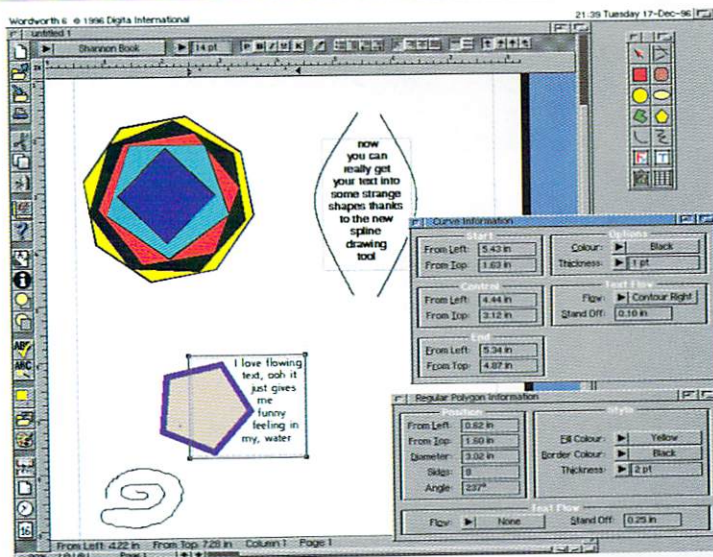 Wordworth 6 © 1996 Digita International
21:39 Tuesday 17-Dec-96
untitled 1
Shannon Book
14 pt
now
you can
really get
your text into
some strange
shapes thanks
to the new
spline
drawing
tool
I love flowing
text, ooh it
just gives
me
funny
feeling in
my, water
Curve Information
Start
From Left: 5.43 in
From Top: 1.63 in
Control
From Left: 4.44 in
From Top: 3.12 in
End
From Left: 5.34 in
From Top: 4.87 in
Options
Colour: Black
Thickness: 1 pt
Text Flow
Flow: Contour Right
Stand Off: 0.10 in
Regular Polygon Information
Position
From Left: 0.62 in
From Top: 1.60 in
Diameter: 3.02 in
Sides: 8
Angle: 237°
Style
Fill Colour: Yellow
Border Colour: Black
Thickness: 2 pt
Text Flow
Flow: None
Stand Off: 0.25 in
From Left: 4.22 in From Top: 7.28 in Column 1 Page 1